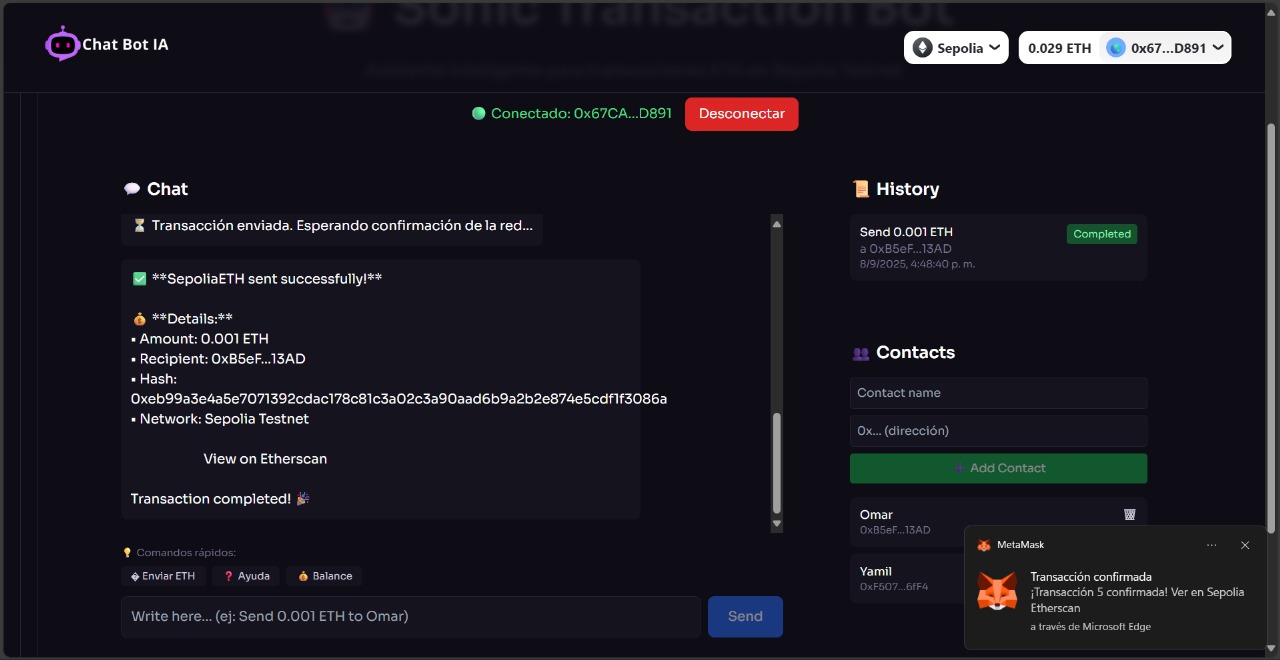 Sonic Transaction Bot
Chat Bot IA
Sepolia
0.029 ETH
0x67...D891
Conectado: 0x67CA...D891
Desconectar
💬 Chat
⏳ Transacción enviada. Esperando confirmación de la red...
✅ **SepoliaETH sent successfully!**
💰 **Details:**
▪ Amount: 0.001 ETH
▪ Recipient: 0xB5eF...13AD
▪ Hash:
0xeb99a3e4a5e7071392cdac178c81c3a02c3a90aad6b9a2b2e874e5cdf1f3086a
▪ Network: Sepolia Testnet
View on Etherscan
Transaction completed! 🎉
💡 Comandos rápidos:
� Enviar ETH
❓ Ayuda
💰 Balance
Write here... (ej: Send 0.001 ETH to Omar)
Send
📜 History
Send 0.001 ETH
Completed
a 0xB5eF...13AD
8/9/2025, 4:48:40 p. m.
👥 Contacts
Contact name
0x... (dirección)
➕ Add Contact
Omar
0xB5eF...13AD
Yamil
0xF507...6fF4
MetaMask
Transacción confirmada
¡Transacción 5 confirmada! Ver en Sepolia
Etherscan
a través de Microsoft Edge